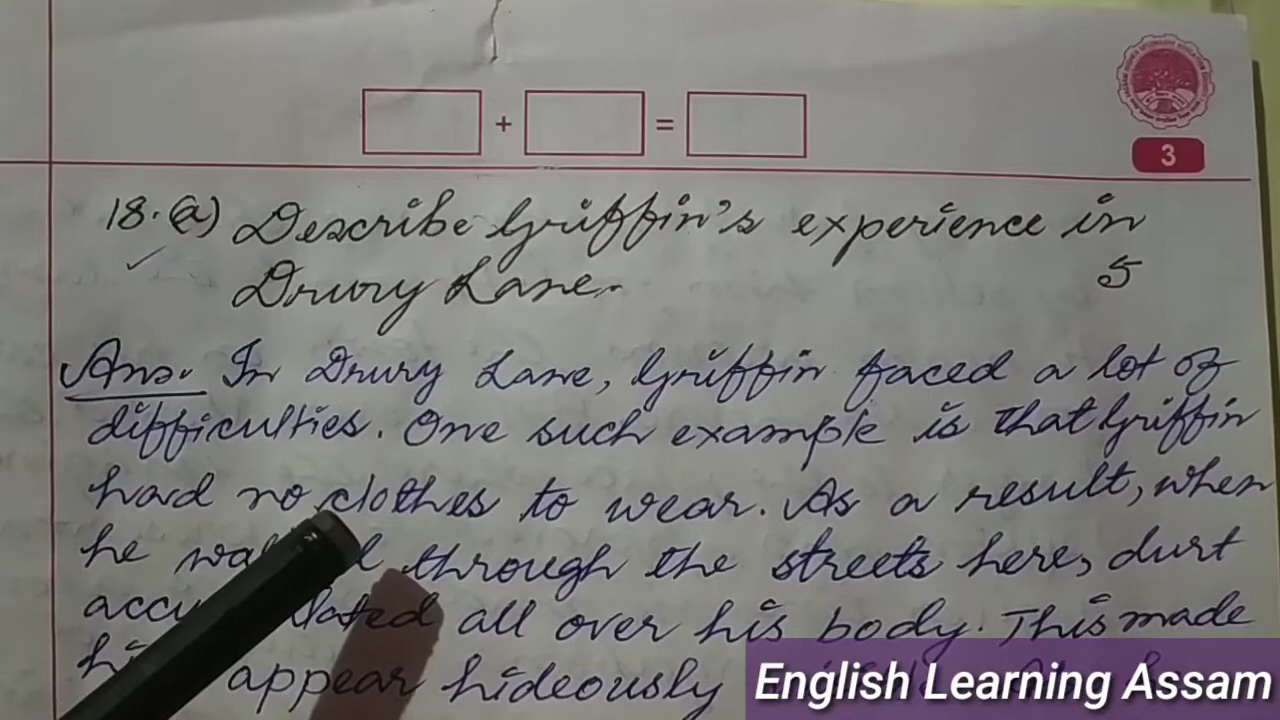 + =
3
18.(a) Describe Griffin's experience in
Drury Lane. 5
Ans. In Drury Lane, Griffin faced a lot of
difficulties. One such example is that Griffin
had no clothes to wear. As a result, when
he through the streets here, durt
all over his body. This made
appear hideously
English Learning Assam